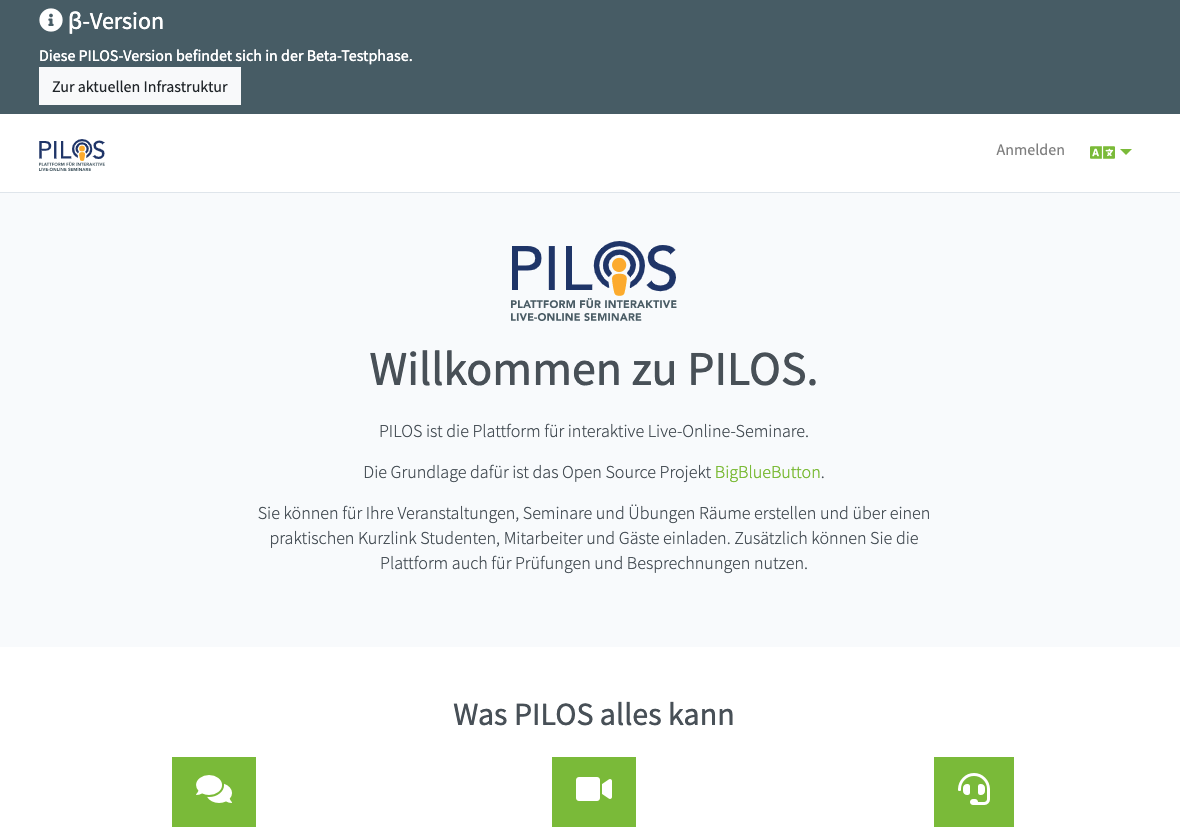 β-Version
Diese PILOS-Version befindet sich in der Beta-Testphase.
Zur aktuellen Infrastruktur
PILOS
PLATTFORM FÜR INTERAKTIVE
LIVE-ONLINE SEMINARE
Anmelden
PILOS
PLATTFORM FÜR INTERAKTIVE
LIVE-ONLINE SEMINARE
Willkommen zu PILOS.
PILOS ist die Plattform für interaktive Live-Online-Seminare.
Die Grundlage dafür ist das Open Source Projekt BigBlueButton.
Sie können für Ihre Veranstaltungen, Seminare und Übungen Räume erstellen und über einen
praktischen Kurzlink Studenten, Mitarbeiter und Gäste einladen. Zusätzlich können Sie die
Plattform auch für Prüfungen und Besprechnungen nutzen.
Was PILOS alles kann